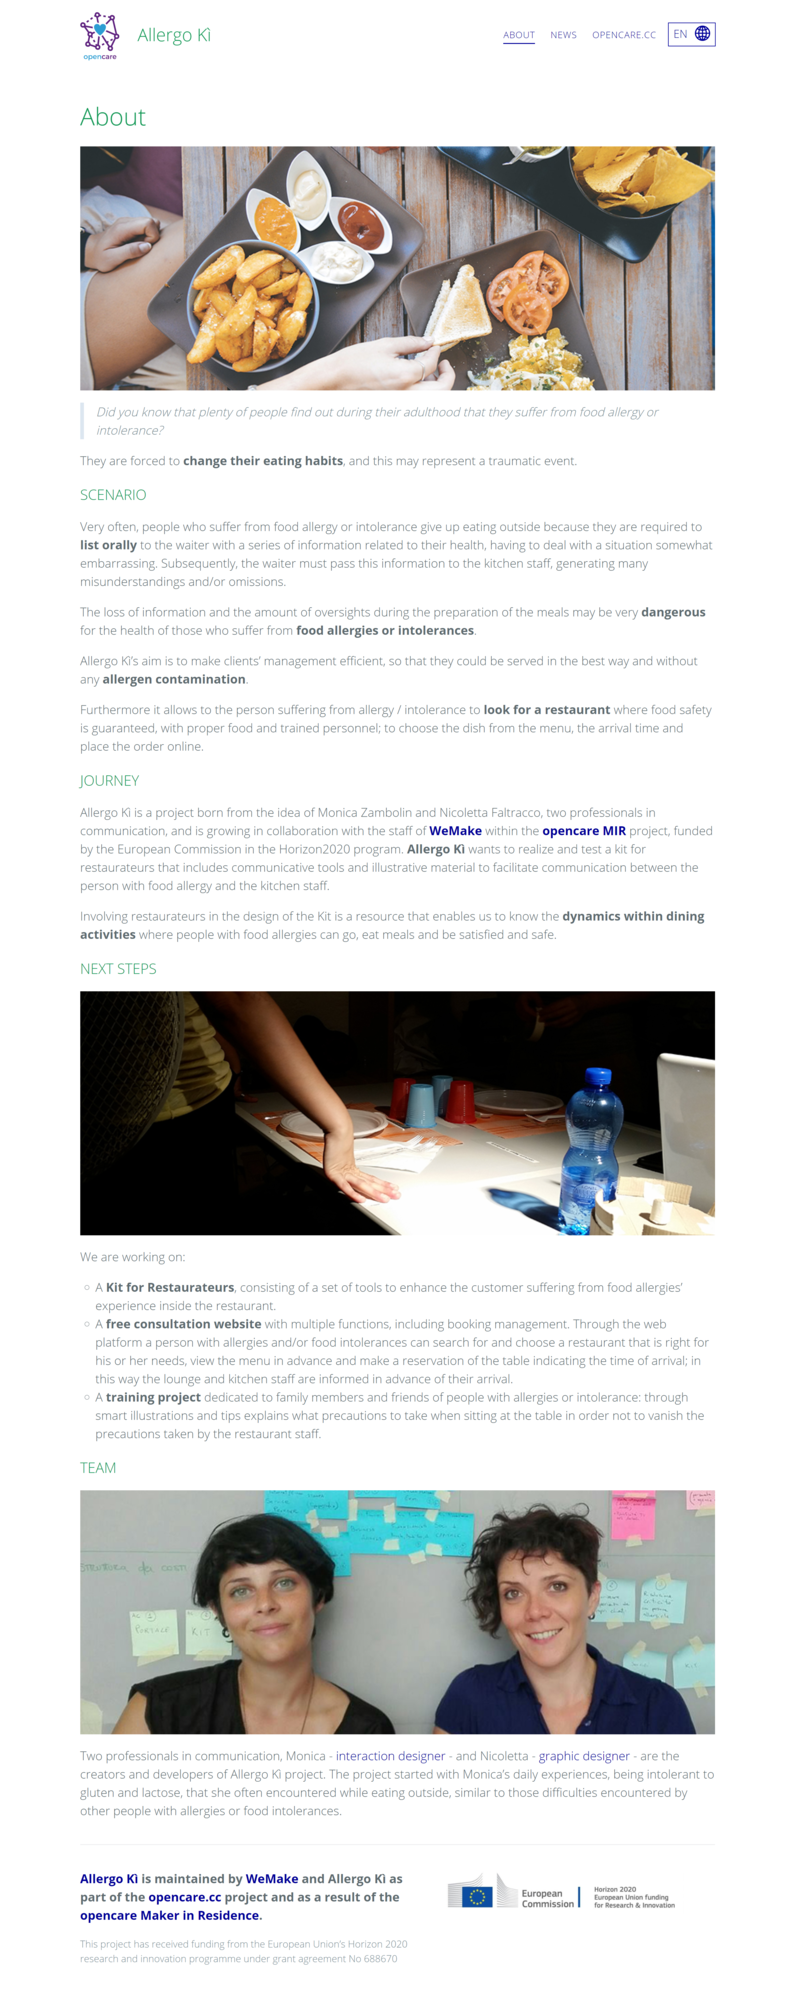 opencare
Allergo Kì
ABOUT
NEWS
OPENCARE.CC
EN
About
Did you know that plenty of people find out during their adulthood that they suffer from food allergy or
intolerance?
They are forced to change their eating habits, and this may represent a traumatic event.
SCENARIO
Very often, people who suffer from food allergy or intolerance give up eating outside because they are required to
list orally to the waiter with a series of information related to their health, having to deal with a situation somewhat
embarrassing. Subsequently, the waiter must pass this information to the kitchen staff, generating many
misunderstandings and/or omissions.
The loss of information and the amount of oversights during the preparation of the meals may be very dangerous
for the health of those who suffer from food allergies or intolerances.
Allergo Kì's aim is to make clients' management efficient, so that they could be served in the best way and without
any allergen contamination.
Furthermore it allows to the person suffering from allergy / intolerance to look for a restaurant where food safety
is guaranteed, with proper food and trained personnel; to choose the dish from the menu, the arrival time and
place the order online.
JOURNEY
Allergo Kì is a project born from the idea of Monica Zambolin and Nicoletta Faltracco, two professionals in
communication, and is growing in collaboration with the staff of WeMake within the opencare MIR project, funded
by the European Commission in the Horizon2020 program. Allergo Kì wants to realize and test a kit for
restaurateurs that includes communicative tools and illustrative material to facilitate communication between the
person with food allergy and the kitchen staff.
Involving restaurateurs in the design of the Kit is a resource that enables us to know the dynamics within dining
activities where people with food allergies can go, eat meals and be satisfied and safe.
NEXT STEPS
We are working on:
A Kit for Restaurateurs, consisting of a set of tools to enhance the customer suffering from food allergies'
experience inside the restaurant.
A free consultation website with multiple functions, including booking management. Through the web
platform a person with allergies and/or food intolerances can search for and choose a restaurant that is right for
his or her needs, view the menu in advance and make a reservation of the table indicating the time of arrival; in
this way the lounge and kitchen staff are informed in advance of their arrival.
A training project dedicated to family members and friends of people with allergies or intolerance: through
smart illustrations and tips explains what precautions to take when sitting at the table in order not to vanish the
precautions taken by the restaurant staff.
TEAM
STRUTTURA dei COSTI
PORTALE
KIT
Two professionals in communication, Monica - interaction designer - and Nicoletta - graphic designer - are the
creators and developers of Allergo Kì project. The project started with Monica's daily experiences, being intolerant to
gluten and lactose, that she often encountered while eating outside, similar to those difficulties encountered by
other people with allergies or food intolerances.
Allergo Kì is maintained by WeMake and Allergo Kì as
part of the opencare.cc project and as a result of the
opencare Maker in Residence.
European
Commission
Horizon 2020
European Union funding
for Research & Innovation
This project has received funding from the European Union's Horizon 2020
research and innovation programme under grant agreement No 688670